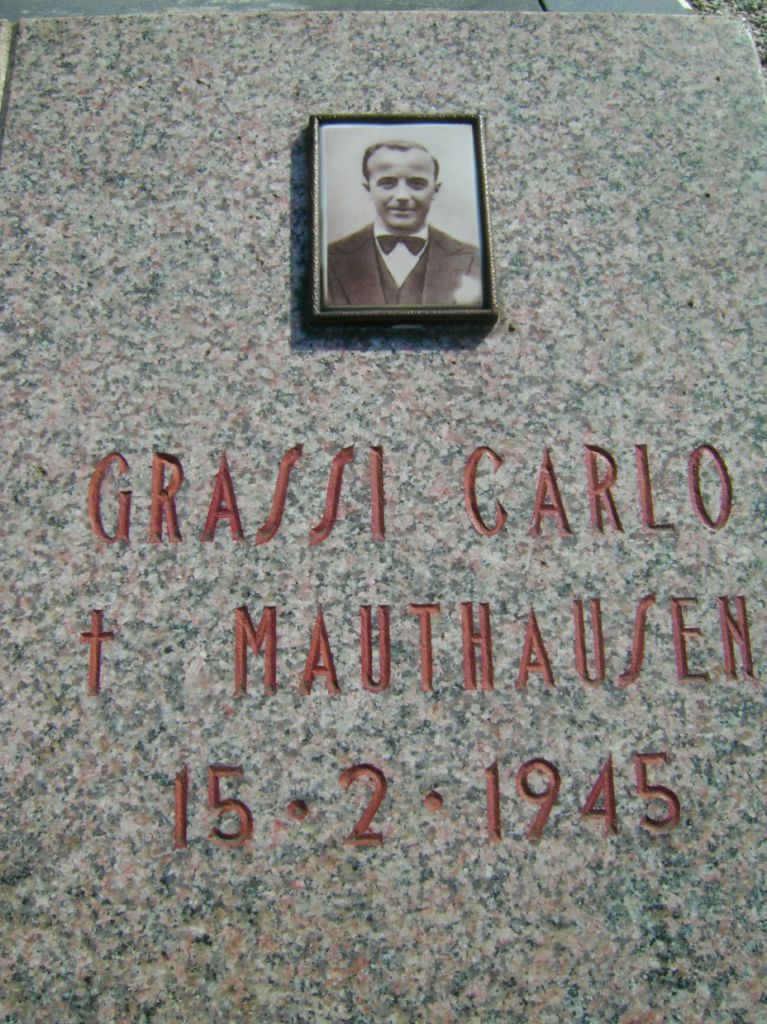 GRASSI CARLO
† MAUTHAUSEN
15·2·1945